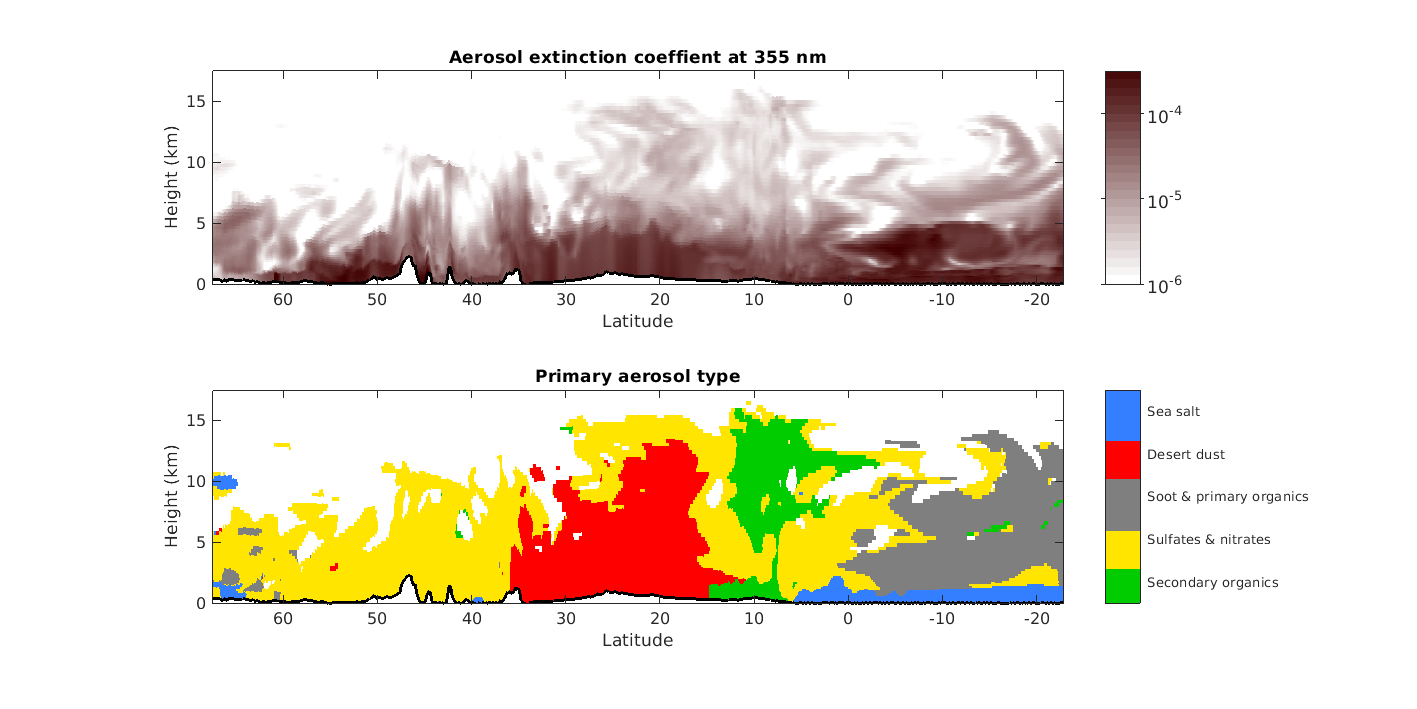 Aerosol extinction coeffient at 355 nm
Height (km)
15
10
5
0
60 50 40 30 20 10 0 -10 -20
Latitude
10^-4
10^-5
10^-6
Primary aerosol type
Height (km)
15
10
5
0
60 50 40 30 20 10 0 -10 -20
Latitude
Sea salt
Desert dust
Soot & primary organics
Sulfates & nitrates
Secondary organics